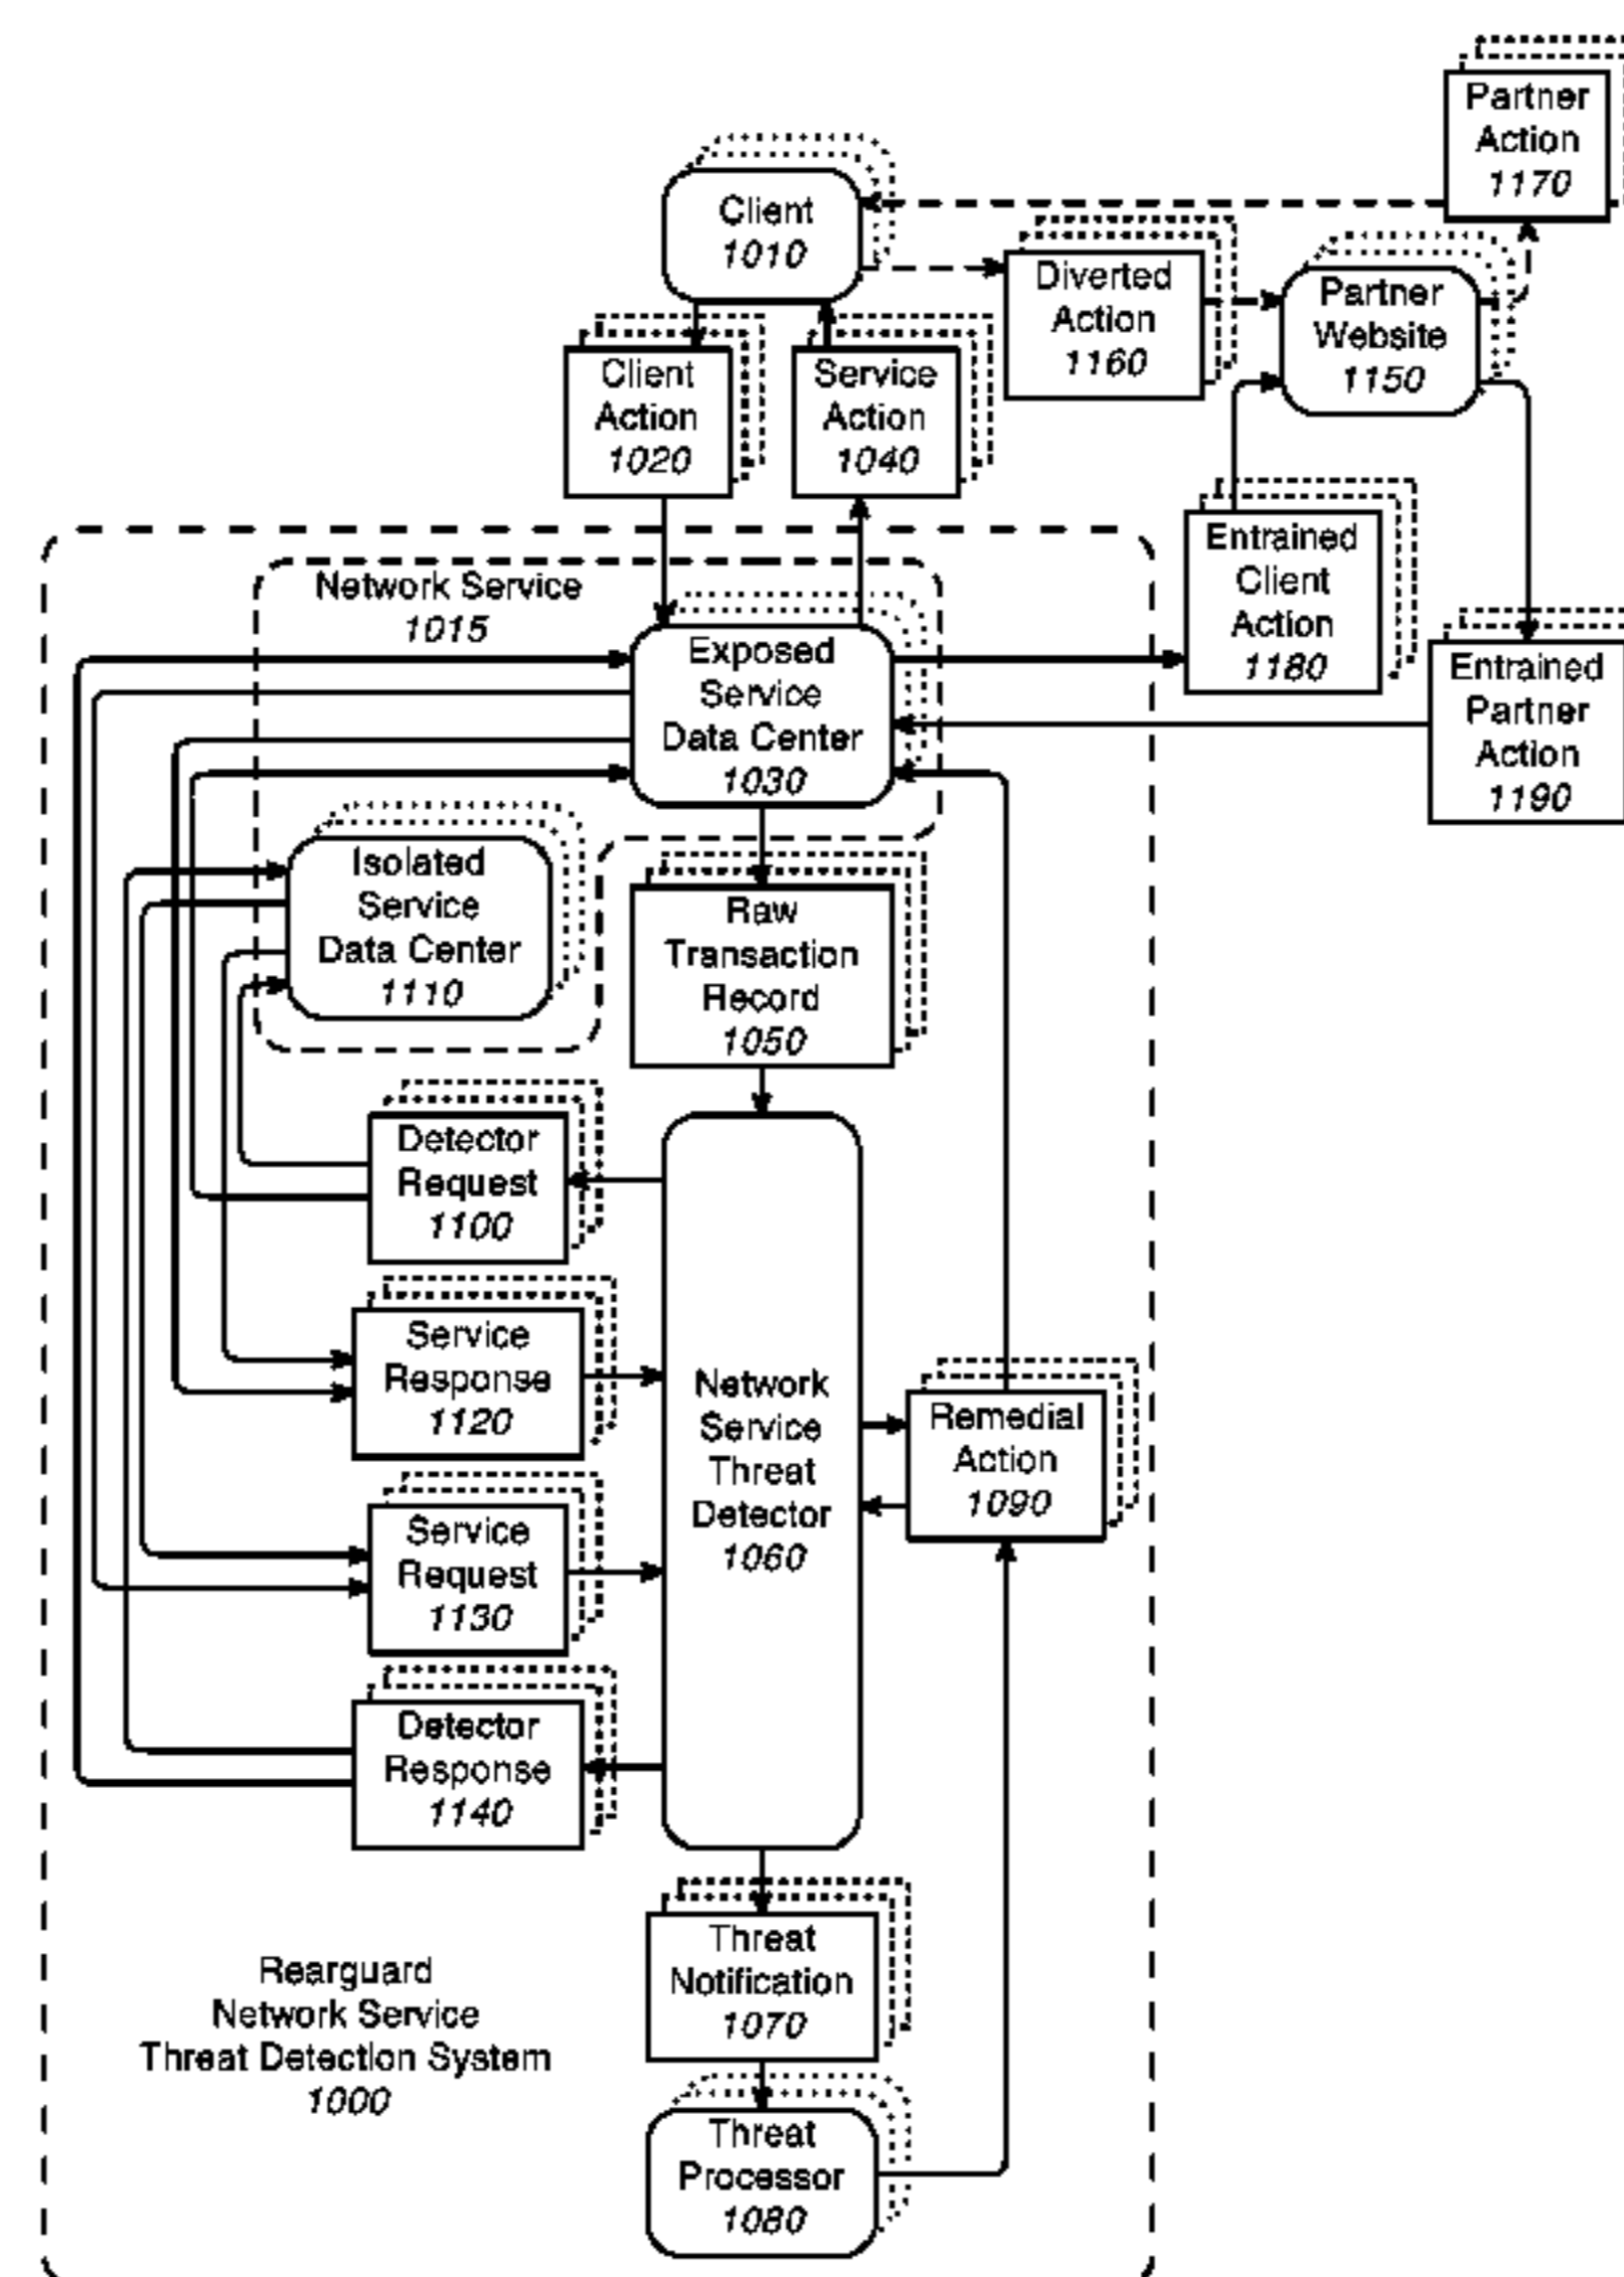 Partner
Action
1170
Client
1010
Diverted
Action
1160
Partner
Website
1150
Client
Action
1020
Service
Action
1040
Entrained
Client
Action
1180
Network Service
1015
Exposed
Service
Data Center
1030
Entrained
Partner
Action
1190
Isolated
Service
Data Center
1110
Raw
Transaction
Record
1050
Detector
Request
1100
Service
Response
1120
Network
Service
Threat
Detector
1060
Remedial
Action
1090
Service
Request
1130
Detector
Response
1140
Threat
Notification
1070
Rearguard
Network Service
Threat Detection System
1000
Threat
Processor
1080